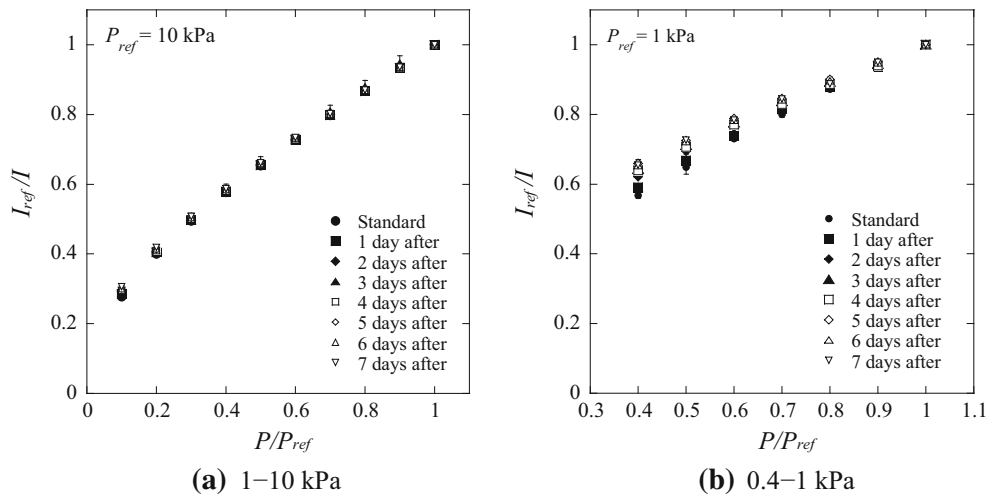 P_ref = 10 kPa
I_ref/I
1
0.8
0.6
0.4
0.2
0
Standard
1 day after
2 days after
3 days after
4 days after
5 days after
6 days after
7 days after
0 0.2 0.4 0.6 0.8 1
P/P_ref
(a) 1–10 kPa
P_ref = 1 kPa
I_ref/I
1
0.8
0.6
0.4
0.2
0
Standard
1 day after
2 days after
3 days after
4 days after
5 days after
6 days after
7 days after
0.3 0.4 0.5 0.6 0.7 0.8 0.9 1 1.1
P/P_ref
(b) 0.4–1 kPa